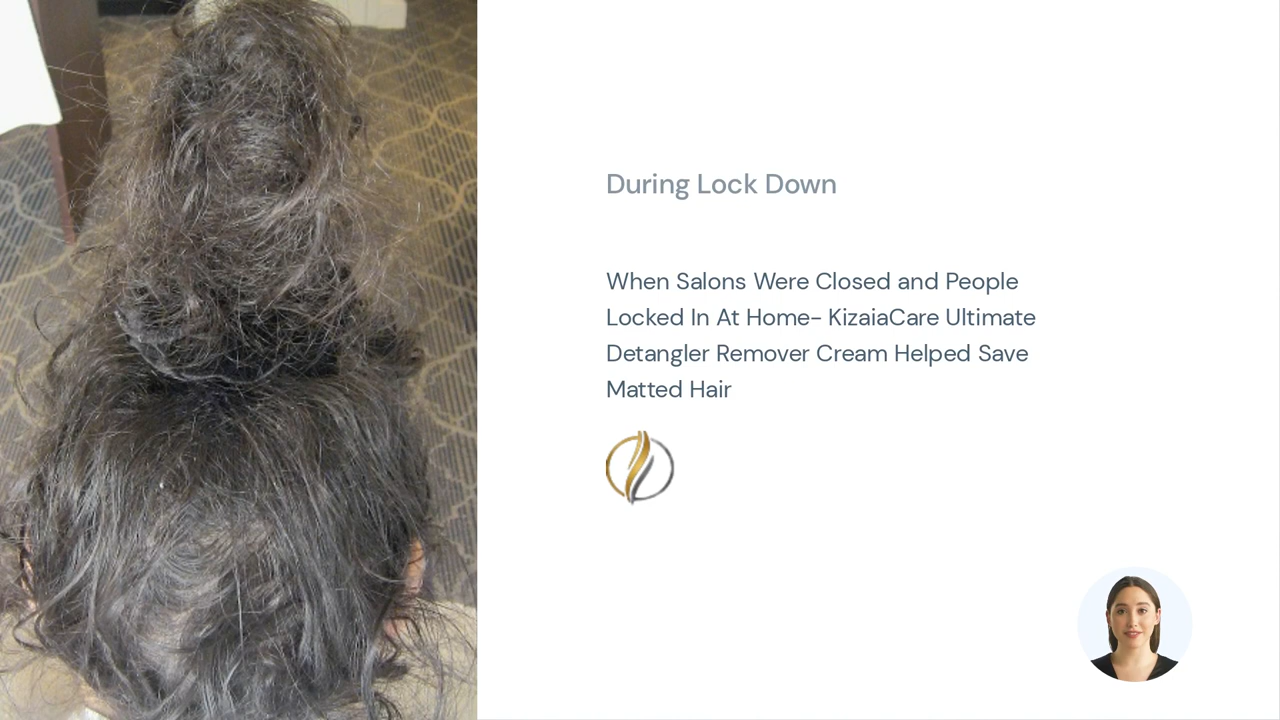 During Lock Down
When Salons Were Closed and People
Locked In At Home- KizaiaCare Ultimate
Detangler Remover Cream Helped Save
Matted Hair